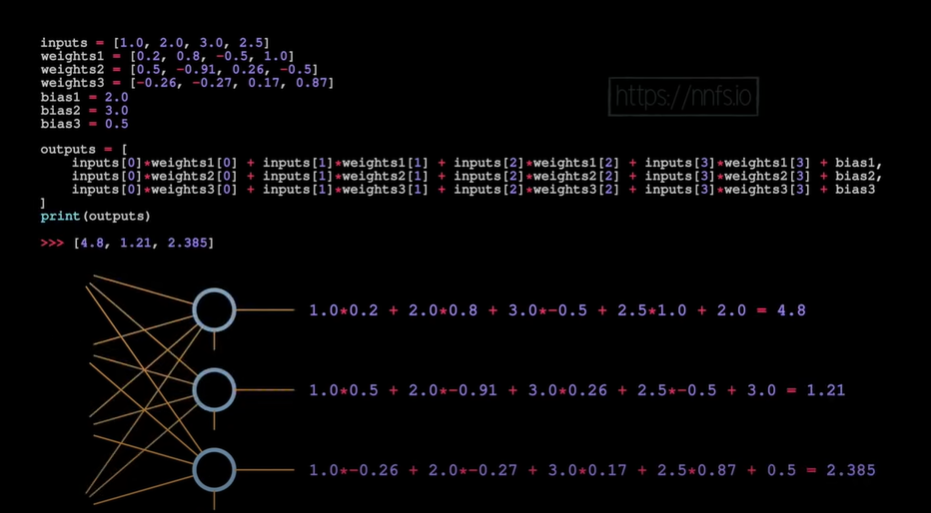 inputs = [1.0, 2.0, 3.0, 2.5]
weights1 = [0.2, 0.8, -0.5, 1.0]
weights2 = [0.5, -0.91, 0.26, -0.5]
weights3 = [-0.26, -0.27, 0.17, 0.87]
bias1 = 2.0
bias2 = 3.0
bias3 = 0.5
https://nnfs.io
outputs = [
    inputs[0]*weights1[0] + inputs[1]*weights1[1] + inputs[2]*weights1[2] + inputs[3]*weights1[3] + bias1,
    inputs[0]*weights2[0] + inputs[1]*weights2[1] + inputs[2]*weights2[2] + inputs[3]*weights2[3] + bias2,
    inputs[0]*weights3[0] + inputs[1]*weights3[1] + inputs[2]*weights3[2] + inputs[3]*weights3[3] + bias3
]
print(outputs)
>>> [4.8, 1.21, 2.385]
1.0*0.2 + 2.0*0.8 + 3.0*-0.5 + 2.5*1.0 + 2.0 = 4.8
1.0*0.5 + 2.0*-0.91 + 3.0*0.26 + 2.5*-0.5 + 3.0 = 1.21
1.0*-0.26 + 2.0*-0.27 + 3.0*0.17 + 2.5*0.87 + 0.5 = 2.385